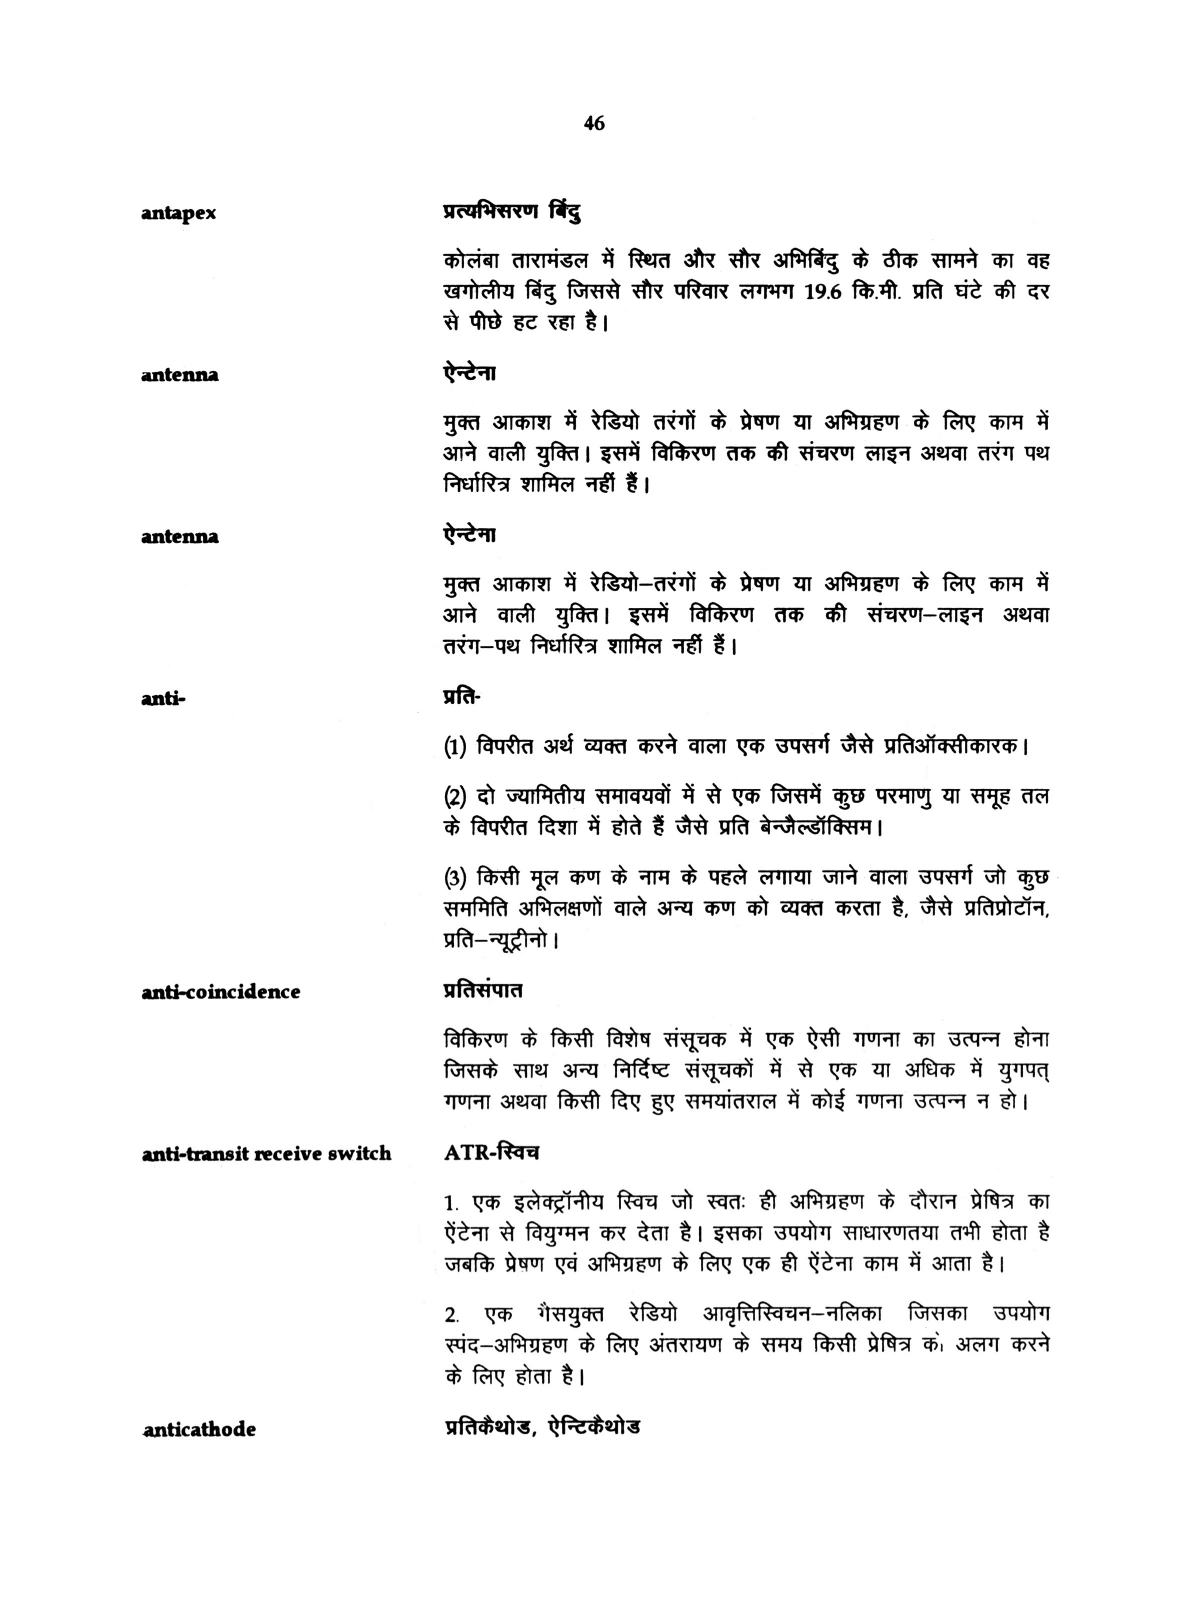 46
antapex प्रत्यभिसरण बिंदु
कोलंबा तारामंडल में स्थित और सौर अभिबिंदु के ठीक सामने का वह
खगोलीय बिंदु जिससे सौर परिवार लगभग 19.6 कि.मी. प्रति घंटे की दर
से पीछे हट रहा है।
antenna ऐन्टेना
मुक्त आकाश में रेडियो तरंगों के प्रेषण या अभिग्रहण के लिए काम में
आने वाली युक्ति। इसमें विकिरण तक की संचरण लाइन अथवा तरंग पथ
निर्धारित्र शामिल नहीं हैं।
antenna ऐन्टेना
मुक्त आकाश में रेडियो–तरंगों के प्रेषण या अभिग्रहण के लिए काम में
आने वाली युक्ति। इसमें विकिरण तक की संचरण–लाइन अथवा
तरंग–पथ निर्धारित्र शामिल नहीं हैं।
anti- प्रति-
(1) विपरीत अर्थ व्यक्त करने वाला एक उपसर्ग जैसे प्रतिऑक्सीकारक।
(2) दो ज्यामितीय समावयवों में से एक जिसमें कुछ परमाणु या समूह तल
के विपरीत दिशा में होते हैं जैसे प्रति बेन्जैल्डॉक्सिम।
(3) किसी मूल कण के नाम के पहले लगाया जाने वाला उपसर्ग जो कुछ
सममिति अभिलक्षणों वाले अन्य कण को व्यक्त करता है, जैसे प्रतिप्रोटॉन,
प्रति–न्यूट्रीनो।
anti-coincidence प्रतिसंपात
विकिरण के किसी विशेष संसूचक में एक ऐसी गणना का उत्पन्न होना
जिसके साथ अन्य निर्दिष्ट संसूचकों में से एक या अधिक में युगपत्
गणना अथवा किसी दिए हुए समयांतराल में कोई गणना उत्पन्न न हो।
anti-transit receive switch ATR-स्विच
1. एक इलेक्ट्रॉनीय स्विच जो स्वतः ही अभिग्रहण के दौरान प्रेषित्र का
ऐंटेना से वियुग्मन कर देता है। इसका उपयोग साधारणतया तभी होता है
जबकि प्रेषण एवं अभिग्रहण के लिए एक ही ऐंटेना काम में आता है।
2. एक गैसयुक्त रेडियो आवृत्तिस्विचन–नलिका जिसका उपयोग
स्पंद–अभिग्रहण के लिए अंतरायण के समय किसी प्रेषित्र को अलग करने
के लिए होता है।
anticathode प्रतिकैथोड, ऐन्टिकैथोड